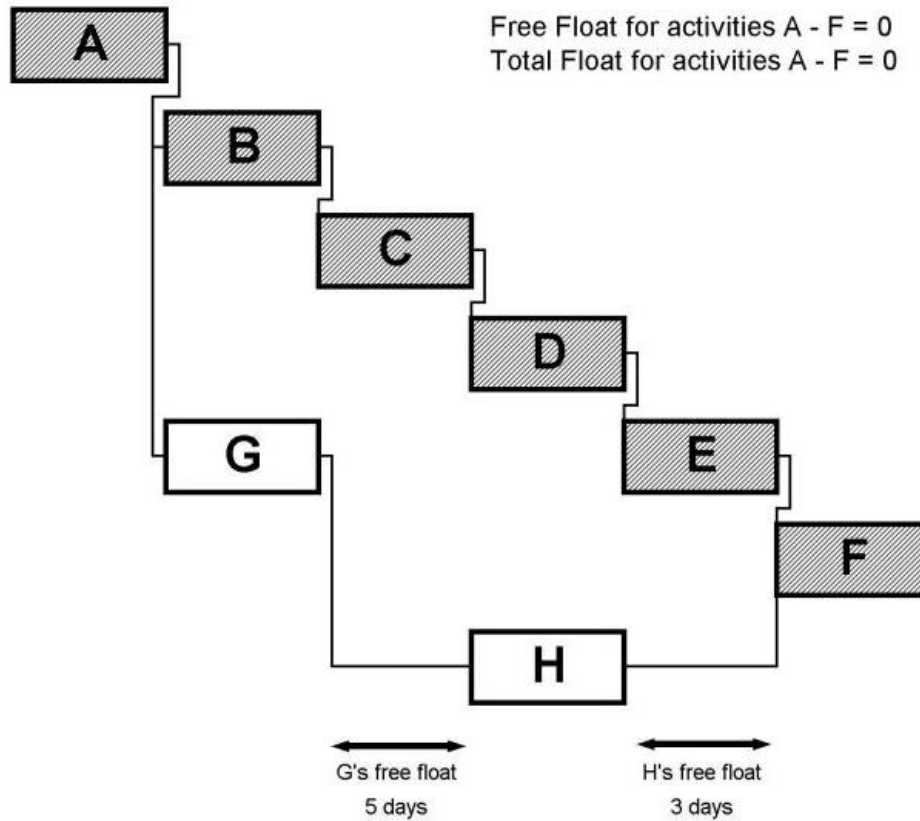 A
Free Float for activities A - F = 0
Total Float for activities A - F = 0
B
C
D
G
E
F
H
G's free float
5 days
H's free float
3 days